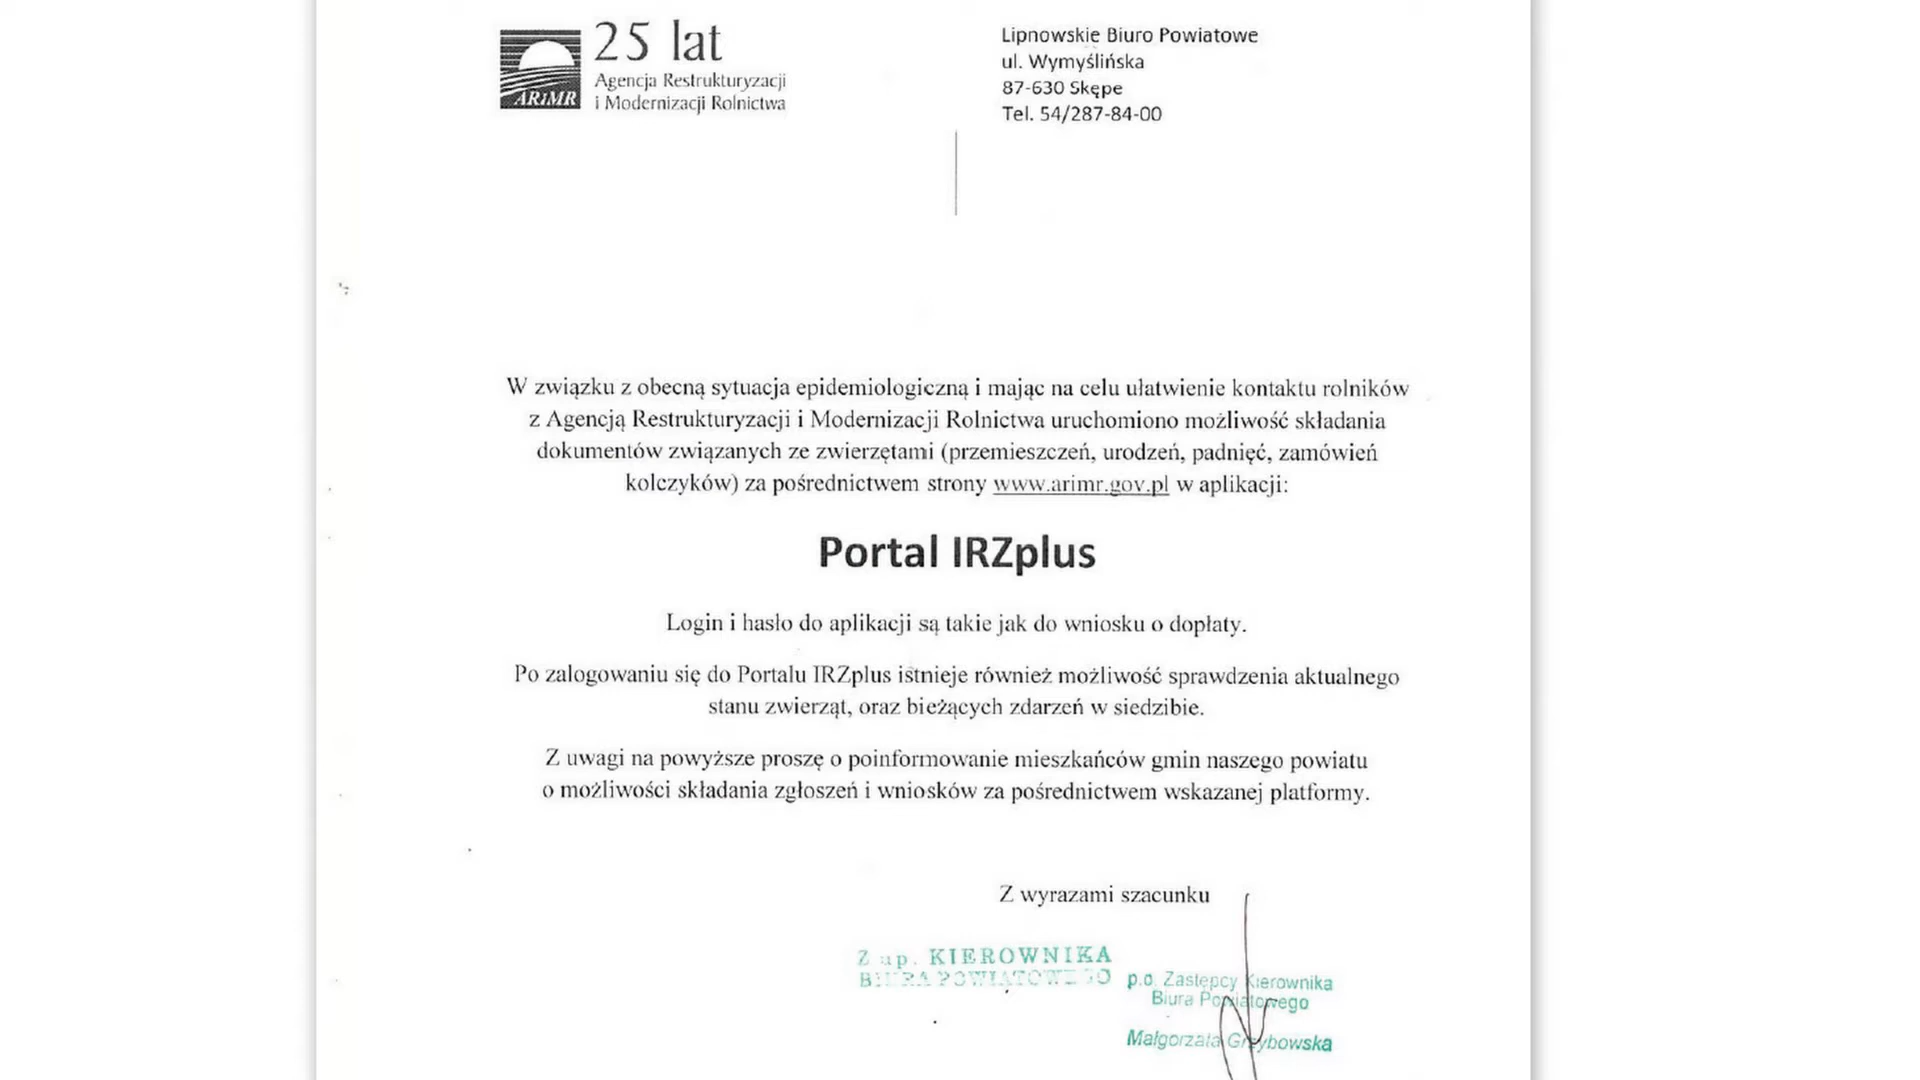 25 lat
Agencja Restrukturyzacji
i Modernizacji Rolnictwa
ARiMR
Lipnowskie Biuro Powiatowe
ul. Wymyślińska
87-630 Skępe
Tel. 54/287-84-00
W związku z obecną sytuacja epidemiologiczną i mając na celu ułatwienie kontaktu rolników
z Agencją Restrukturyzacji i Modernizacji Rolnictwa uruchomiono możliwość składania
dokumentów związanych ze zwierzętami (przemieszczeń, urodzeń, padnięć, zamówień
kolczyków) za pośrednictwem strony www.arimr.gov.pl w aplikacji:
Portal IRZplus
Login i hasło do aplikacji są takie jak do wniosku o dopłaty.
Po zalogowaniu się do Portalu IRZplus istnieje również możliwość sprawdzenia aktualnego
stanu zwierząt, oraz bieżących zdarzeń w siedzibie.
Z uwagi na powyższe proszę o poinformowanie mieszkańców gmin naszego powiatu
o możliwości składania zgłoszeń i wniosków za pośrednictwem wskazanej platformy.
Z wyrazami szacunku
Z up. KIEROWNIKA
BIURA POWIATOWEGO
p.o. Zastępcy Kierownika
Biura Powiatowego
Małgorzata Grzybowska